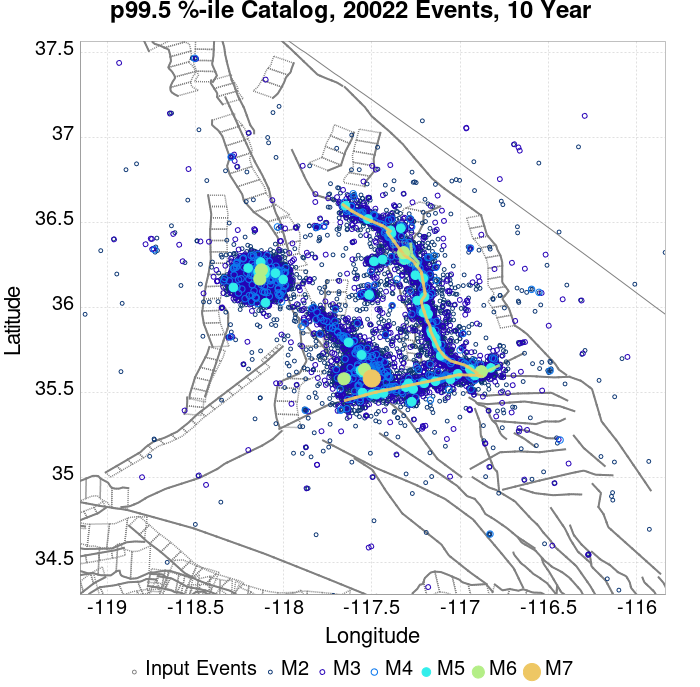 p99.5 %-ile Catalog, 20022 Events, 10 Year
37.5
37
36.5
36
35.5
35
34.5
Latitude
-119 -118.5 -118 -117.5 -117 -116.5 -116
Longitude
Input Events M2 M3 M4 M5 M6 M7